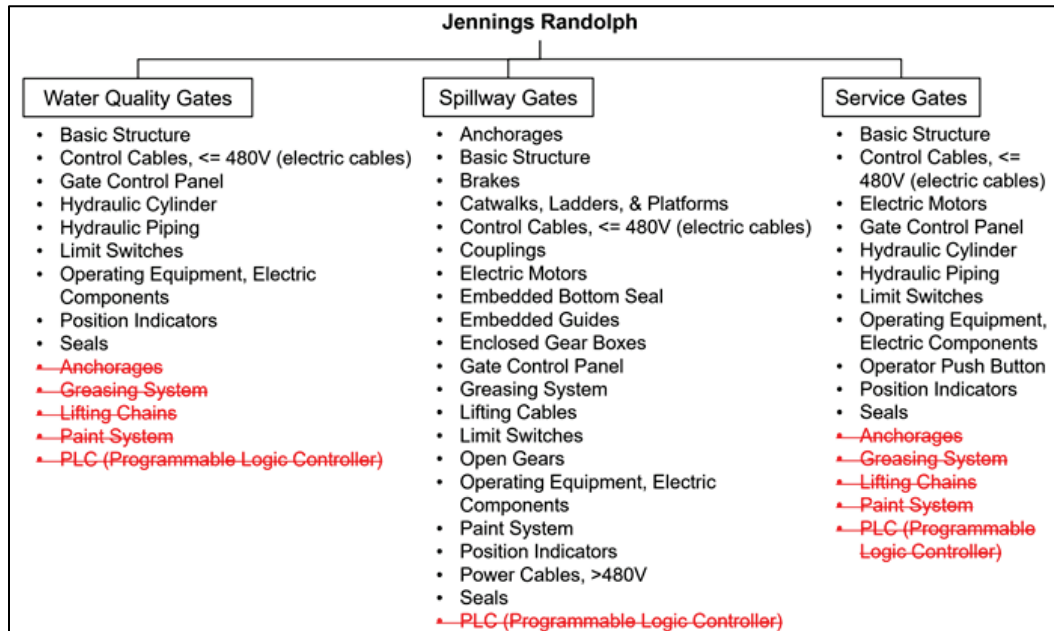 Jennings Randolph
Water Quality Gates
• Basic Structure
• Control Cables, <= 480V (electric cables)
• Gate Control Panel
• Hydraulic Cylinder
• Hydraulic Piping
• Limit Switches
• Operating Equipment, Electric
Components
• Position Indicators
• Seals
• Anchorages
• Greasing System
• Lifting Chains
• Paint System
• PLC (Programmable Logic Controller)
Spillway Gates
• Anchorages
• Basic Structure
• Brakes
• Catwalks, Ladders, & Platforms
• Control Cables, <= 480V (electric cables)
• Couplings
• Electric Motors
• Embedded Bottom Seal
• Embedded Guides
• Enclosed Gear Boxes
• Gate Control Panel
• Greasing System
• Lifting Cables
• Limit Switches
• Open Gears
• Operating Equipment, Electric
Components
• Paint System
• Position Indicators
• Power Cables, >480V
• Seals
• PLC (Programmable Logic Controller)
Service Gates
• Basic Structure
• Control Cables, <=
480V (electric cables)
• Electric Motors
• Gate Control Panel
• Hydraulic Cylinder
• Hydraulic Piping
• Limit Switches
• Operating Equipment,
Electric Components
• Operator Push Button
• Position Indicators
• Seals
• Anchorages
• Greasing System
• Lifting Chains
• Paint System
• PLC (Programmable
Logic Controller)